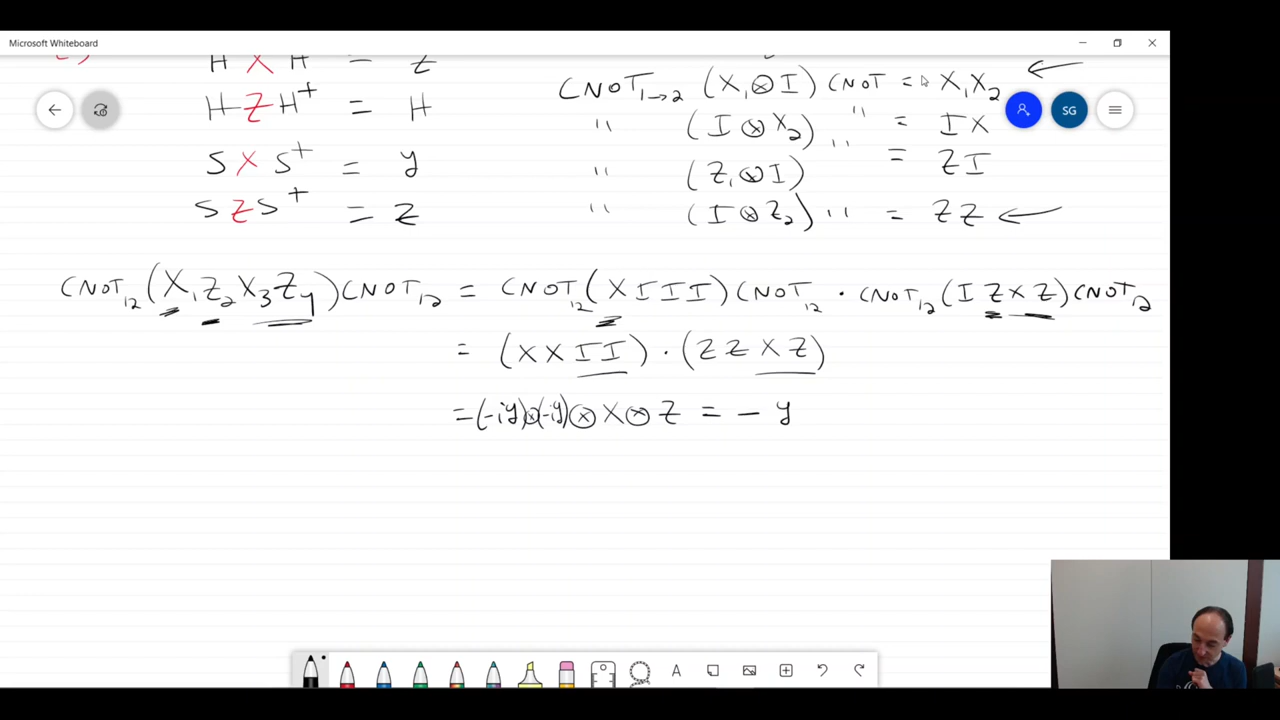 Microsoft Whiteboard
H X H = Z
H Z H⁺ = H
S X S⁺ = y
S Z S⁺ = Z
CNOT₁→₂ (X₁⊗I) CNOT = X₁X₂ ←
" (I⊗X₂) " = IX
" (Z₁⊗I) " = ZI
" (I⊗Z₂) " = ZZ ←
SG
CNOT₁₂(X₁Z₂X₃Z₄)CNOT₁₂ = CNOT₁₂(XIII)CNOT₁₂ · CNOT₁₂(IZXZ)CNOT₁₂
= (XXII) · (ZZXZ)
= (-iy)⊗(-iy)⊗X⊗Z = - y
A